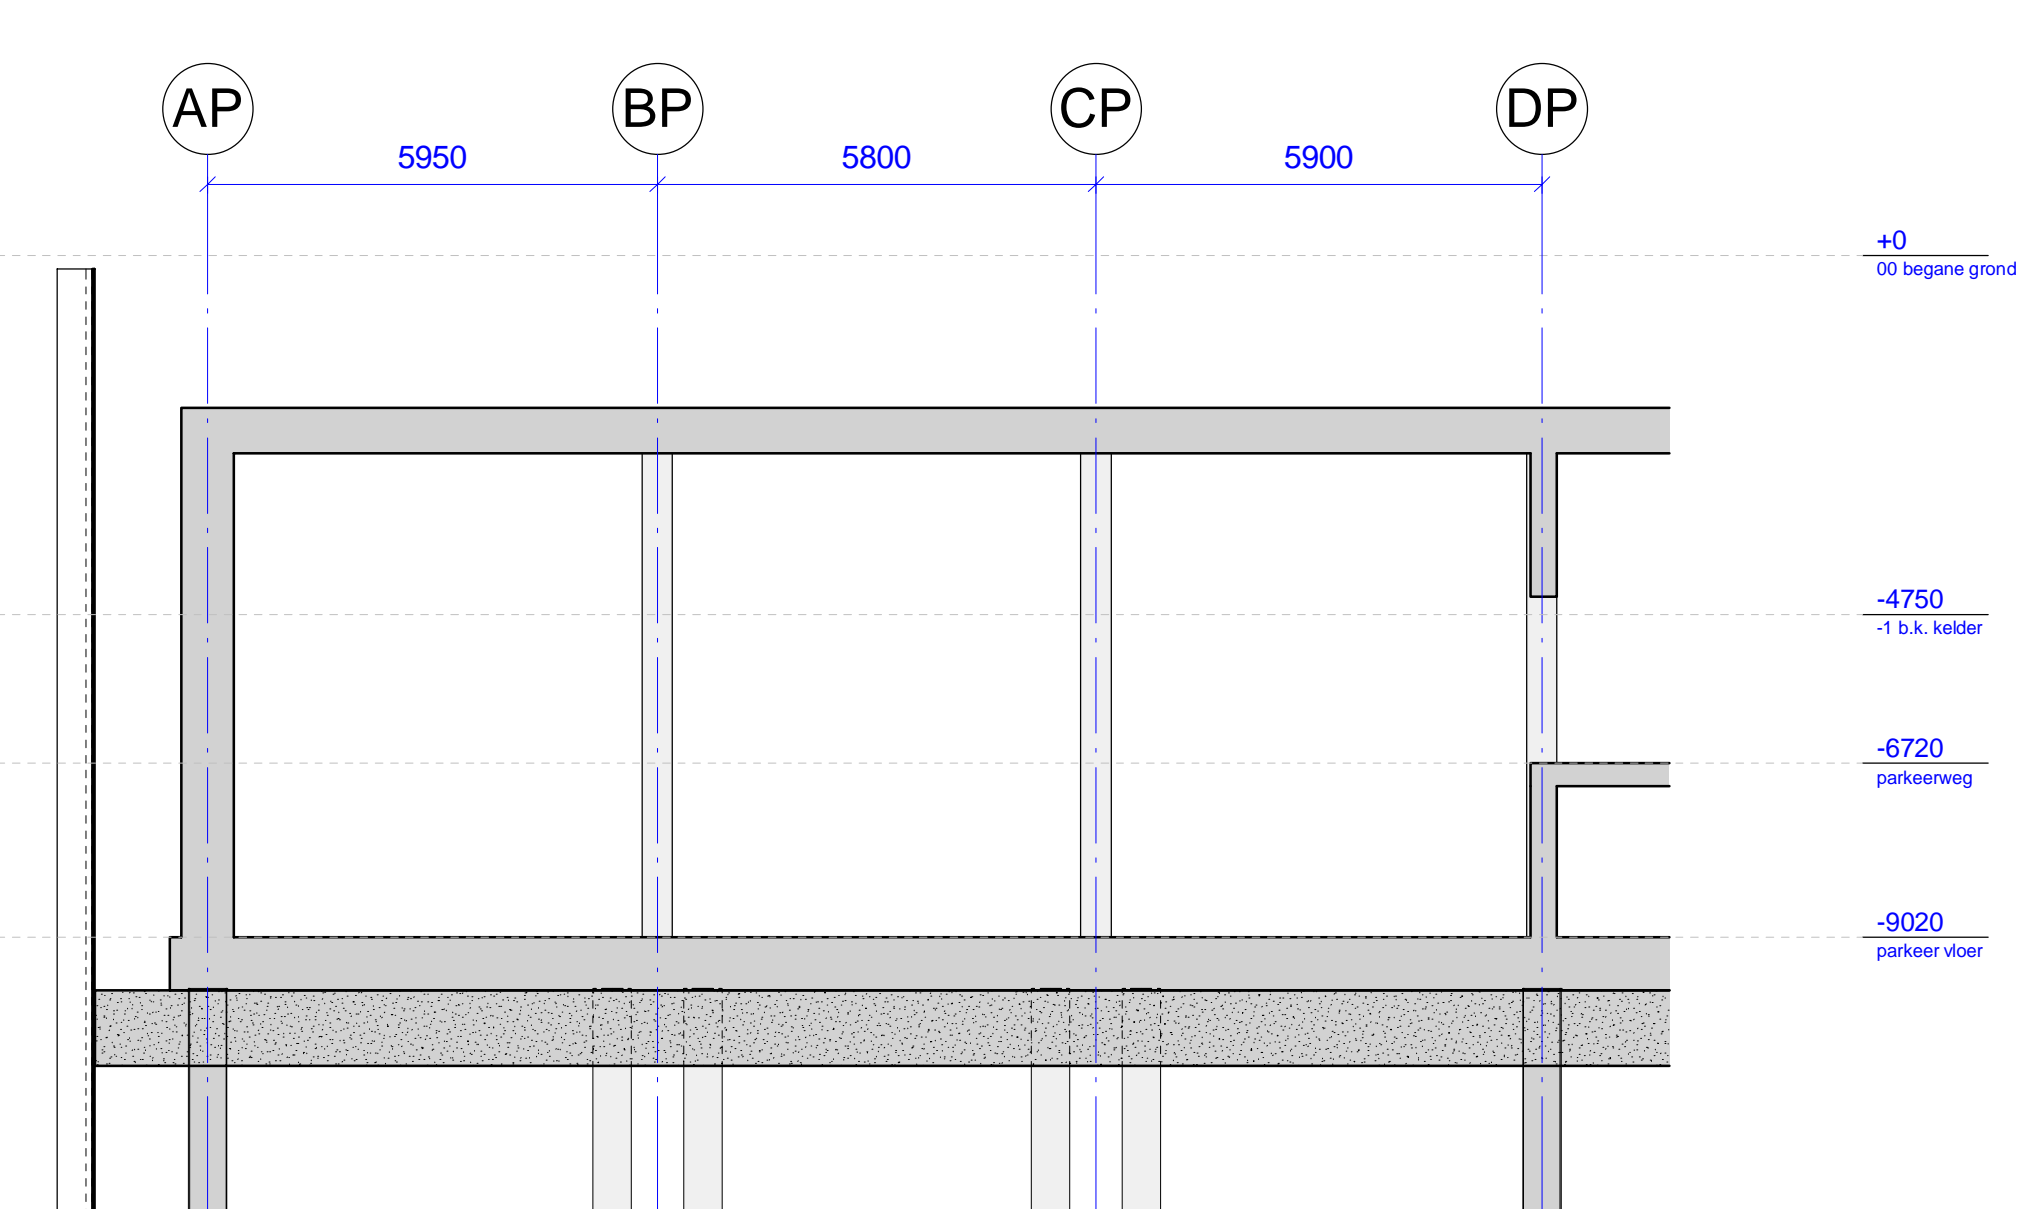 AP BP CP DP
5950 5800 5900
+0
00 begane grond
-4750
-1 b.k. kelder
-6720
parkeerweg
-9020
parkeer vloer